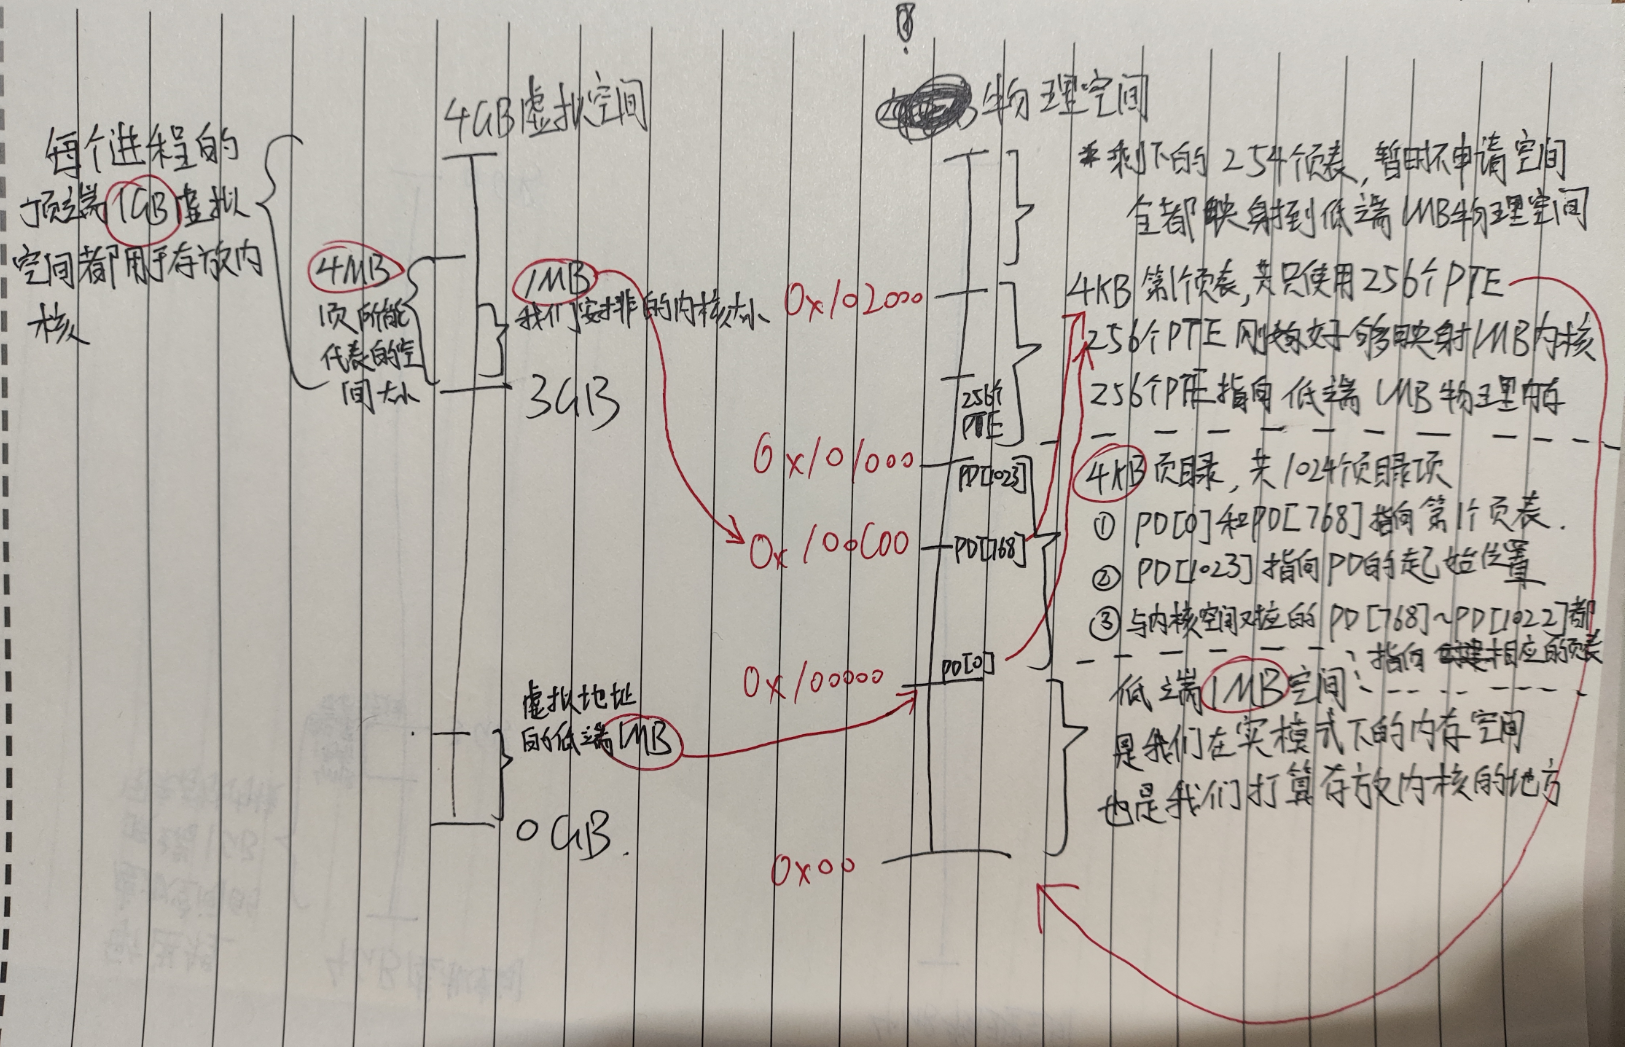 4GB虚拟空间
每个进程的
顶端1GB虚拟
空间都用于存放内
核
4MB
1页所能
代表的空
间大小
1MB
我们安排的内核大小
3GB
虚拟地址
的低端1MB
0GB.
物理空间
0x102000
256个
PTE
0x101000
PD[1023]
0x100C00
PD[768]
0x100000
PD[0]
0x00
*剩下的254个页表,暂时不申请空间
全都映射到低端1MB物理空间
4KB 第1个页表,共只使用256个PTE
256个PTE刚好够映射1MB内核
256个PTE指向低端1MB物理内存
4KB页目录,共1024个页目录项
① PD[0]和PD[768]指向第1个页表.
② PD[1023]指向PD的起始位置
③ 与内核空间对应的PD[768]~PD[1022]都
指向相应的页表
低端1MB空间:
是我们在实模式下的内存空间
也是我们打算存放内核的地方